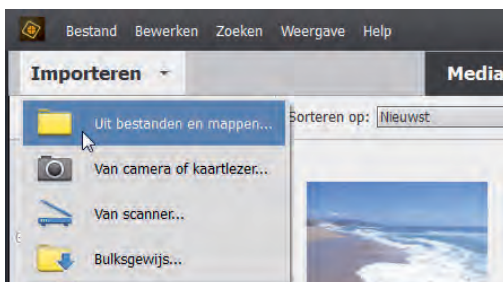 Bestand Bewerken Zoeken Weergave Help
Importeren Media
Uit bestanden en mappen... Sorteren op: Nieuwst
Van camera of kaartlezer...
Van scanner...
Bulksgewijs...